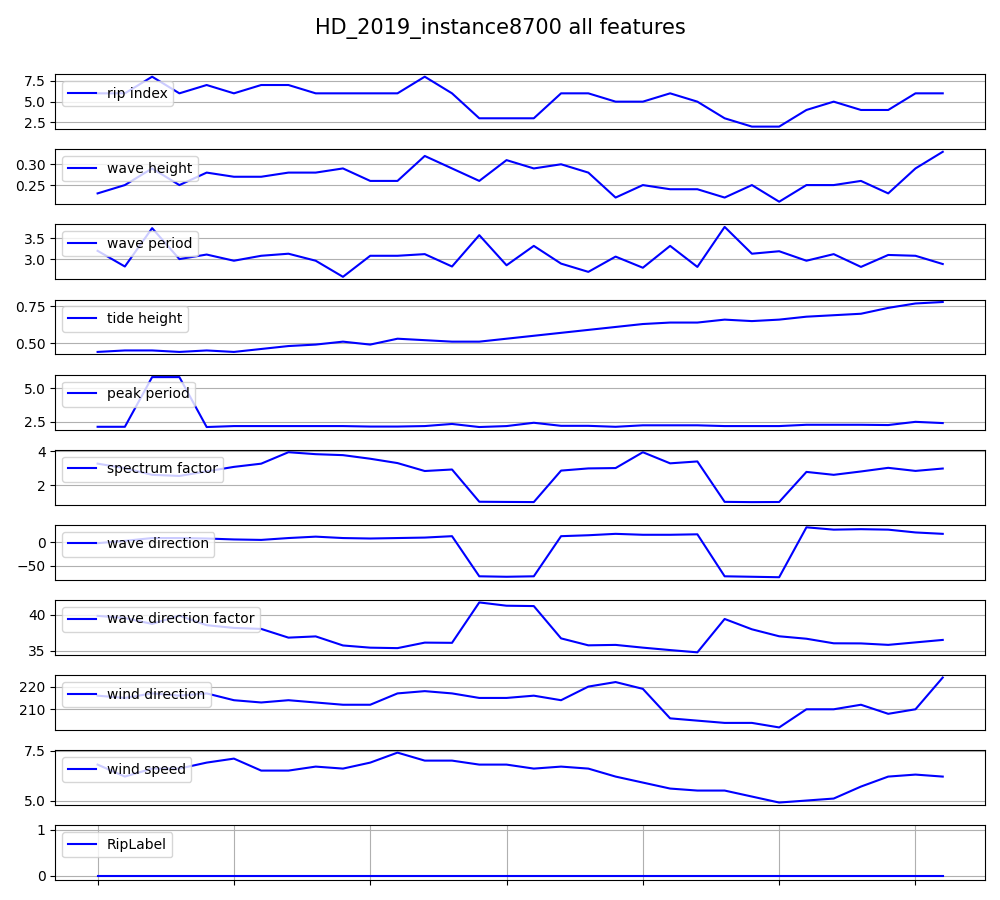 HD_2019_instance8700 all features
7.5
5.0
2.5
rip index
0.30
0.25
wave height
3.5
3.0
wave period
0.75
0.50
tide height
5.0
2.5
peak period
4
2
spectrum factor
0
−50
wave direction
40
35
wave direction factor
220
210
wind direction
7.5
5.0
wind speed
1
0
RipLabel